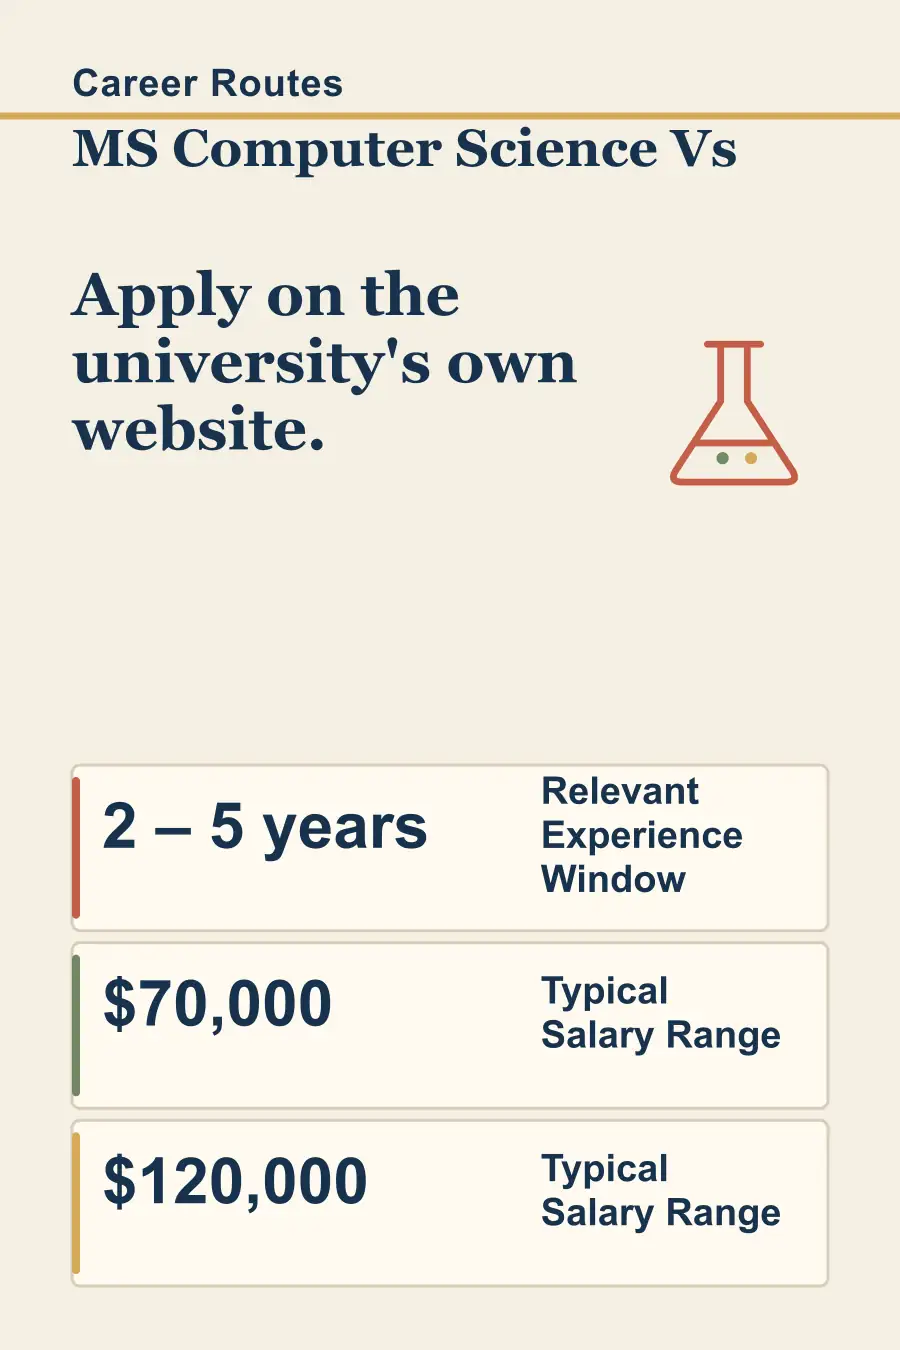 Career Routes
MS Computer Science Vs
Apply on the
university's own
website.
2 – 5 years
Relevant
Experience
Window
$70,000
Typical
Salary Range
$120,000
Typical
Salary Range